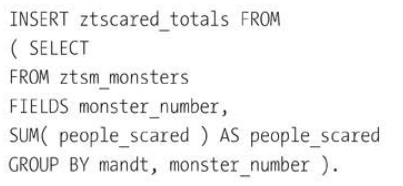 INSERT ztscared_totals FROM
( SELECT
FROM ztsm_monsters
FIELDS monster_number,
SUM( people_scared ) AS people_scared
GROUP BY mandt, monster_number ).